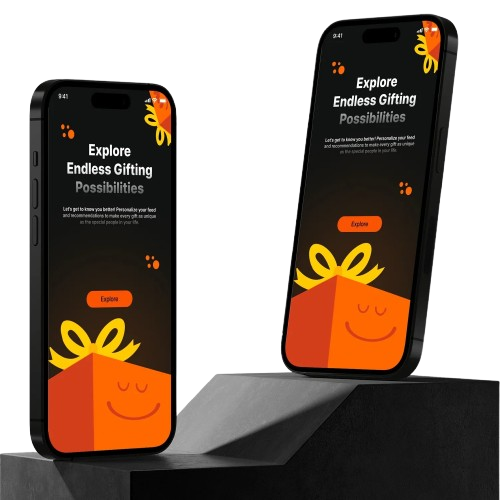 9:41
Explore
Endless Gifting
Possibilities
Let's get to know you better! Personalize your feed
and recommendations to make every gift as unique
as the special people in your life.
Explore
9:41
Explore
Endless Gifting
Possibilities
Let's get to know you better! Personalize your feed
and recommendations to make every gift as unique
as the special people in your life.
Explore